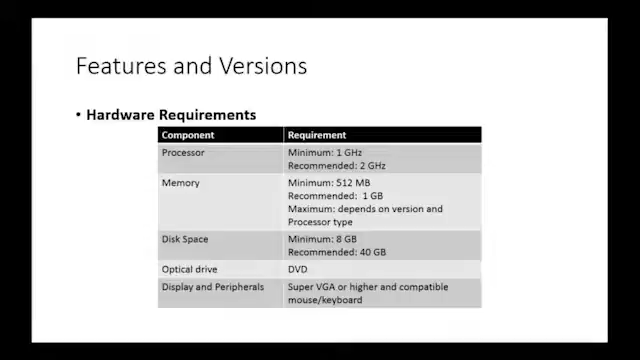 Features and Versions
• Hardware Requirements
Component Requirement
Processor Minimum: 1 GHz
Recommended: 2 GHz
Memory Minimum: 512 MB
Recommended: 1 GB
Maximum: depends on version and
Processor type
Disk Space Minimum: 8 GB
Recommended: 40 GB
Optical drive DVD
Display and Peripherals Super VGA or higher and compatible
mouse/keyboard